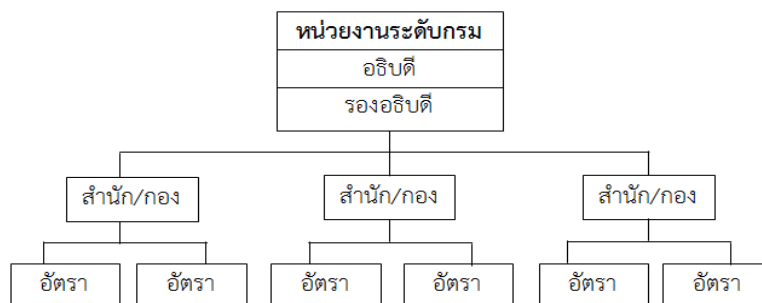 หน่วยงานระดับกรม
อธิบดี
รองอธิบดี
สำนัก/กอง สำนัก/กอง สำนัก/กอง
อัตรา อัตรา อัตรา อัตรา อัตรา อัตรา